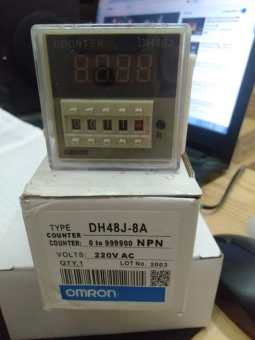 COUNTER DH48J
TYPE DH48J-8A
COUNTER
COUNTER: 0 to 999900 NPN
VOLTS: 220V AC
QTY.1 LOT No. 2003
OMRON